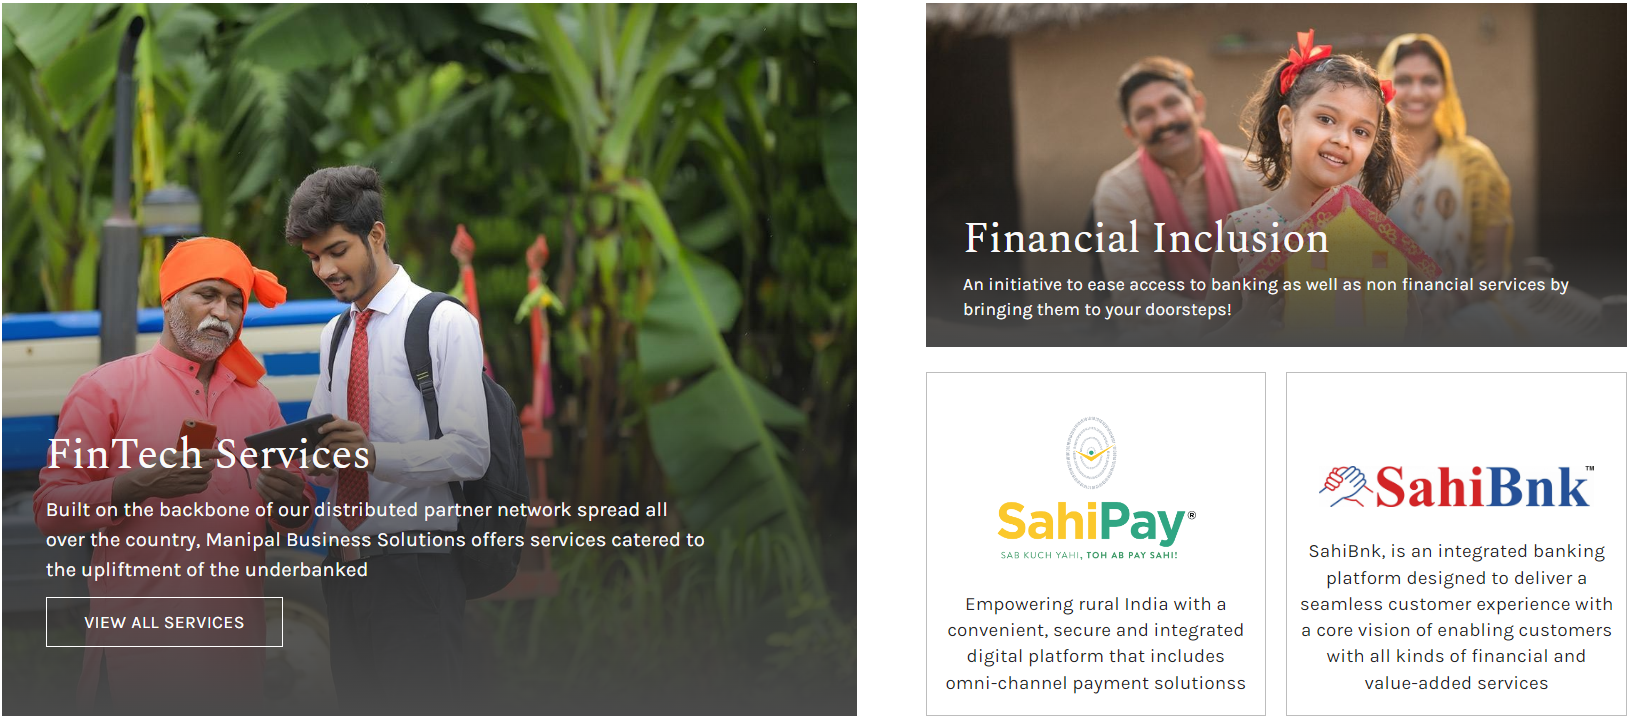 FinTech Services
Built on the backbone of our distributed partner network spread all
over the country, Manipal Business Solutions offers services catered to
the upliftment of the underbanked
VIEW ALL SERVICES
Financial Inclusion
An initiative to ease access to banking as well as non financial services by
bringing them to your doorsteps!
SahiPay®
SAB KUCH YAHI, TOH AB PAY SAHI!
Empowering rural India with a
convenient, secure and integrated
digital platform that includes
omni-channel payment solutionss
SahiBnk™
SahiBnk, is an integrated banking
platform designed to deliver a
seamless customer experience with
a core vision of enabling customers
with all kinds of financial and
value-added services